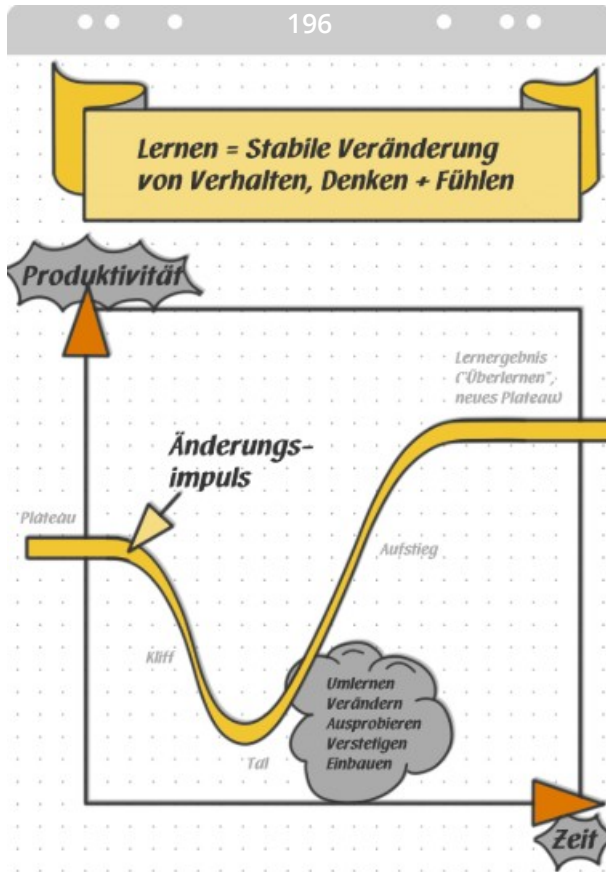 196
Lernen = Stabile Veränderung
von Verhalten, Denken + Fühlen
Produktivität
Lernergebnis
("Überlernen",
neues Plateau)
Änderungs-
impuls
Plateau
Aufstieg
Kliff
Umlernen
Verändern
Ausprobieren
Verstetigen
Einbauen
Tal
Zeit